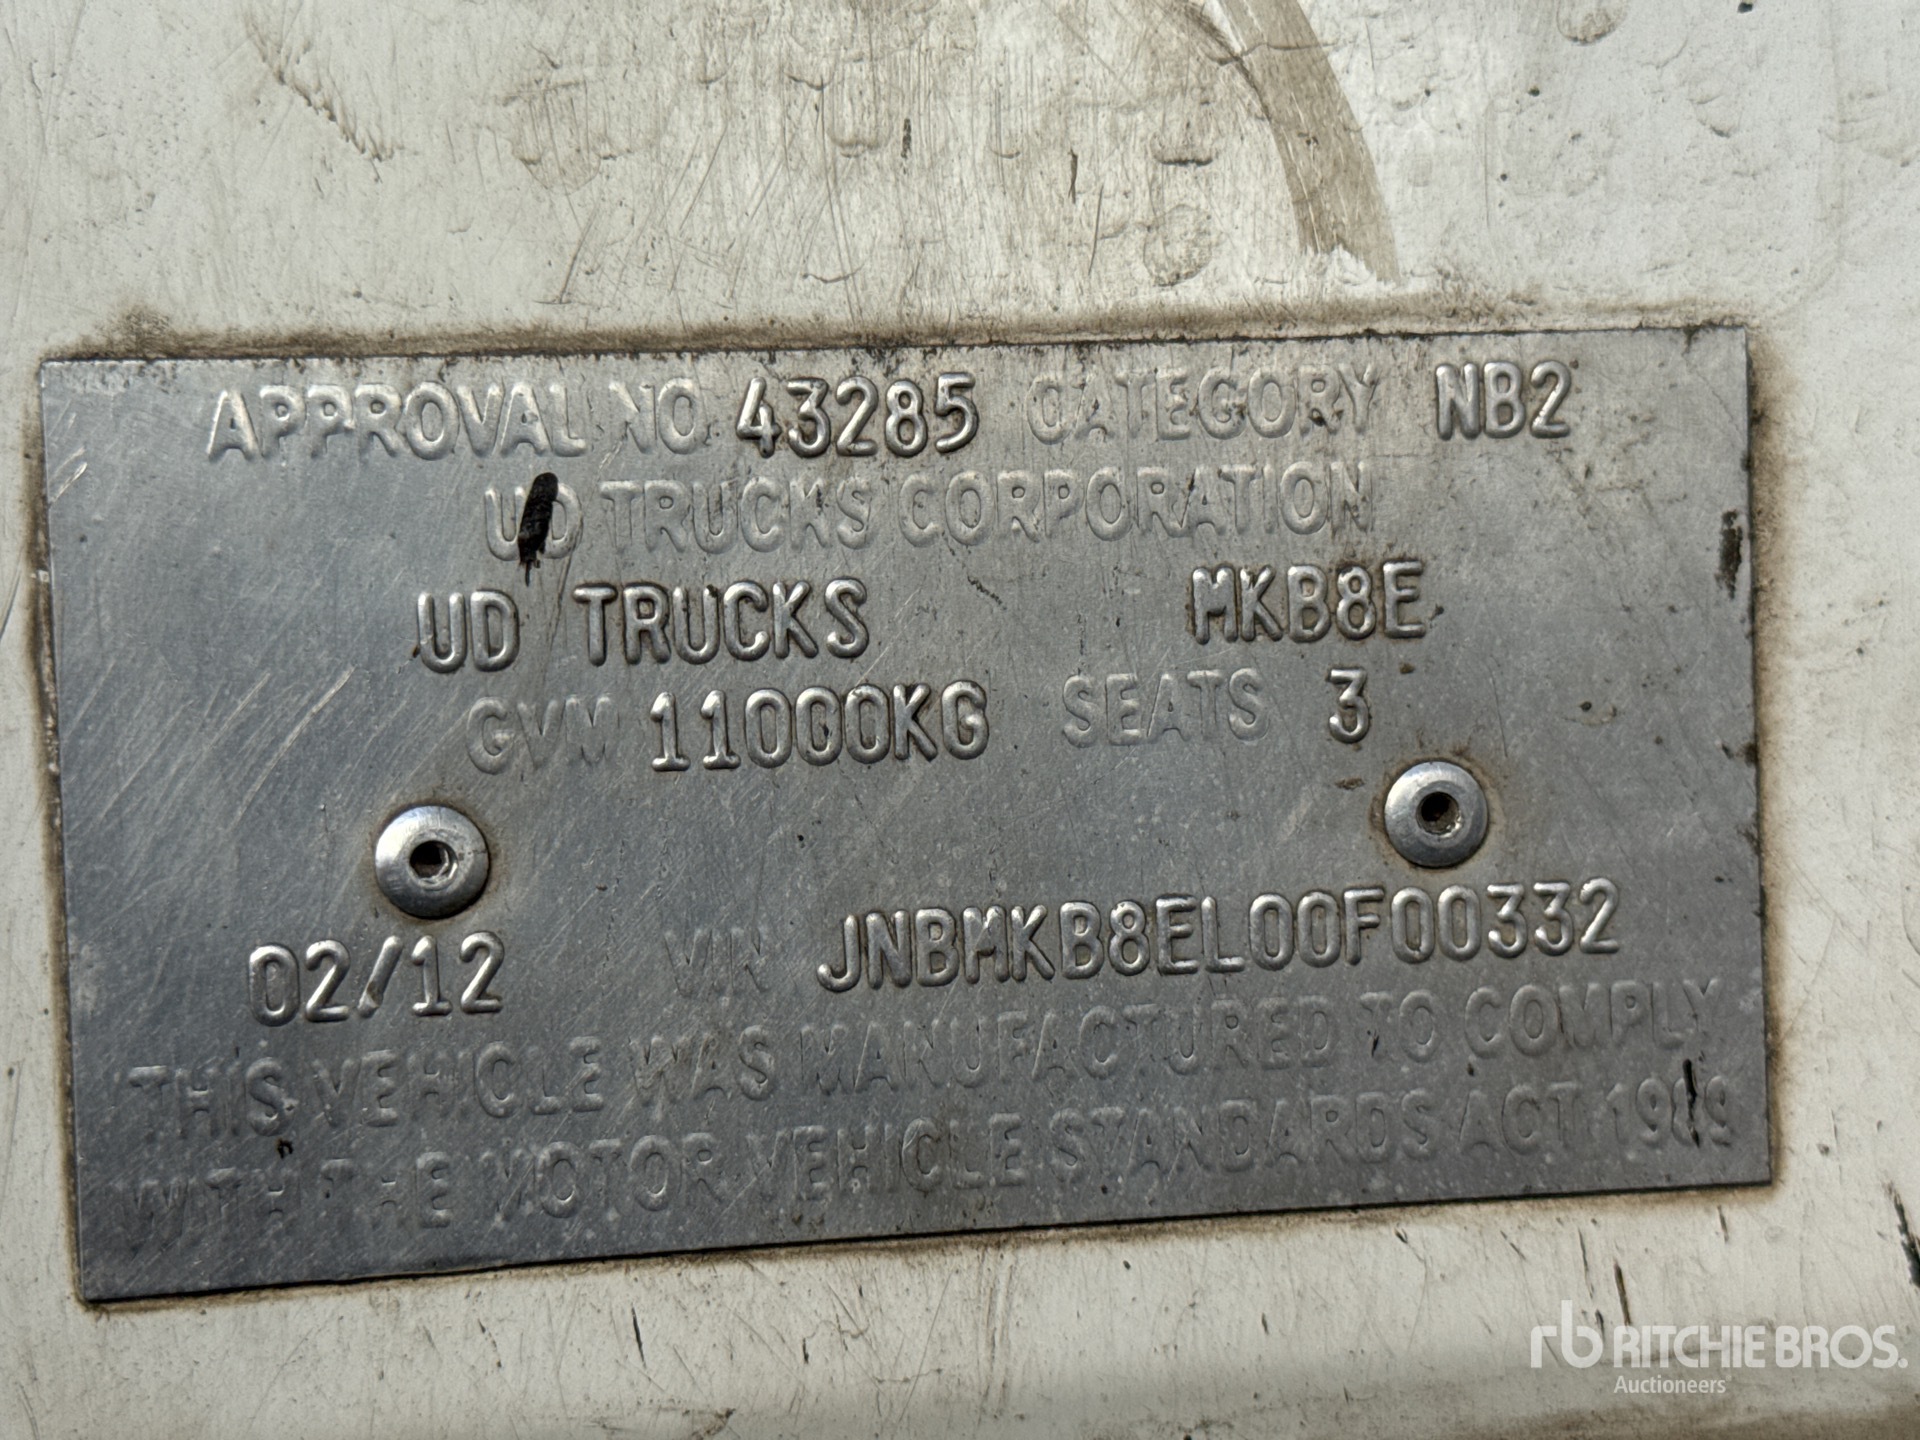 APPROVAL NO 43285 CATEGORY NB2
UD TRUCKS CORPORATION
UD TRUCKS MKB8E
GVM 11000KG SEATS 3
02/12 VIN JNBMKB8EL00F00332
THIS VEHICLE WAS MANUFACTURED TO COMPLY
WITH THE MOTOR VEHICLE STANDARDS ACT 1989
rb RITCHIE BROS.
Auctioneers